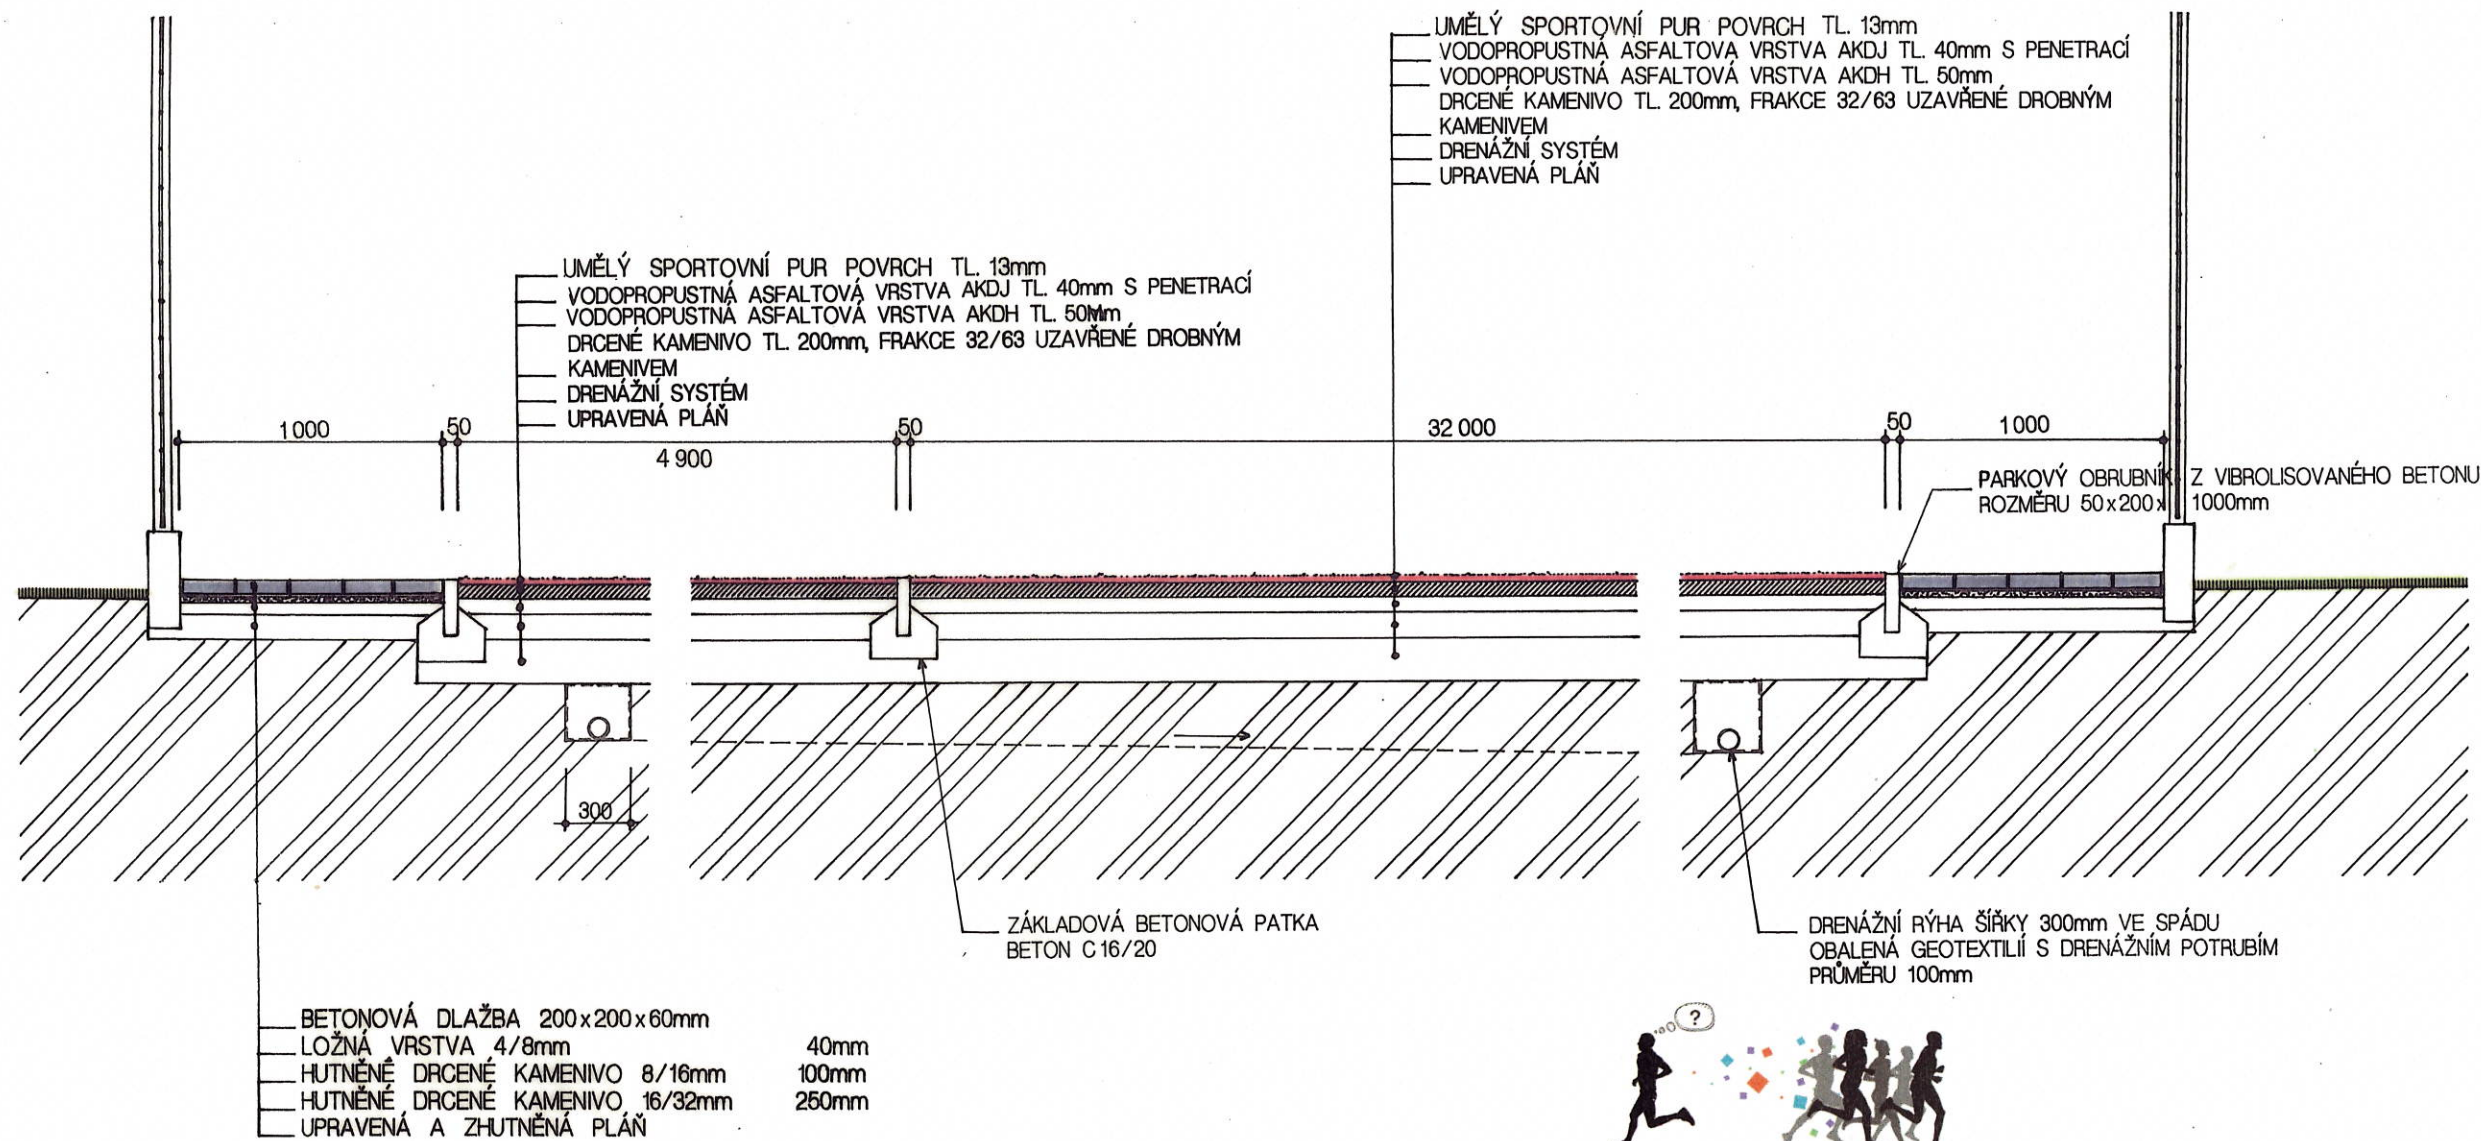 UMĚLÝ SPORTOVNÍ PUR POVRCH TL. 13mm
VODOPROPUSTNÁ ASFALTOVA VRSTVA AKDJ TL. 40mm S PENETRACÍ
VODOPROPUSTNÁ ASFALTOVÁ VRSTVA AKDH TL. 50mm
DRCENÉ KAMENIVO TL. 200mm, FRAKCE 32/63 UZAVŘENÉ DROBNÝM
KAMENIVEM
DRENÁŽNÍ SYSTÉM
UPRAVENÁ PLÁŇ
UMĚLÝ SPORTOVNÍ PUR POVRCH TL. 13mm
VODOPROPUSTNÁ ASFALTOVÁ VRSTVA AKDJ TL. 40mm S PENETRACÍ
VODOPROPUSTNÁ ASFALTOVÁ VRSTVA AKDH TL. 50Mm
DRCENÉ KAMENIVO TL. 200mm, FRAKCE 32/63 UZAVŘENÉ DROBNÝM
KAMENIVEM
DRENÁŽNÍ SYSTÉM
UPRAVENÁ PLÁŇ
1000 50 4 900 50 32 000 50 1000
PARKOVÝ OBRUBNÍK Z VIBROLISOVANÉHO BETONU
ROZMĚRU 50x200x 1000mm
300
ZÁKLADOVÁ BETONOVÁ PATKA
BETON C16/20
DRENÁŽNÍ RÝHA ŠÍŘKY 300mm VE SPÁDU
OBALENÁ GEOTEXTILIÍ S DRENÁŽNÍM POTRUBÍM
PRŮMĚRU 100mm
BETONOVÁ DLAŽBA 200x200x60mm
LOŽNÁ VRSTVA 4/8mm 40mm
HUTNĚNÉ DRCENÉ KAMENIVO 8/16mm 100mm
HUTNĚNÉ DRCENÉ KAMENIVO 16/32mm 250mm
UPRAVENÁ A ZHUTNĚNÁ PLÁŇ
?